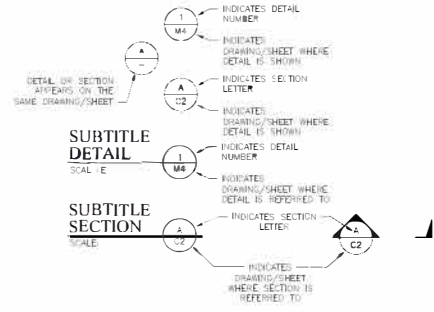 1
M4
INDICATES DETAIL
NUMBER
INDICATES
DRAWING/SHEET WHERE
DETAIL IS SHOWN
A
—
DETAIL OR SECTION
APPEARS ON THE
SAME DRAWING/SHEET
A
C2
INDICATES SECTION
LETTER
INDICATES
DRAWING/SHEET WHERE
DETAIL IS SHOWN
SUBTITLE
DETAIL
SCALE
1
M4
INDICATES DETAIL
NUMBER
INDICATES
DRAWING/SHEET WHERE
DETAIL IS REFERRED TO
SUBTITLE
SECTION
SCALE:
A
C2
INDICATES SECTION
LETTER
A
C2
INDICATES
DRAWING/SHEET
WHERE SECTION IS
REFERRED TO